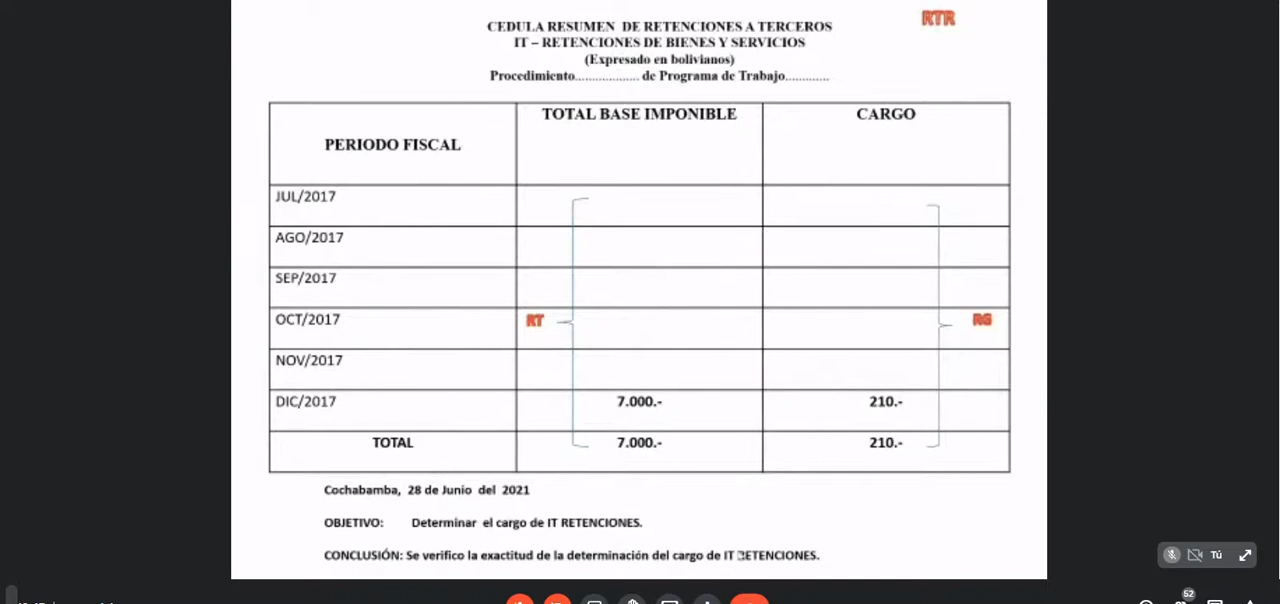 CEDULA RESUMEN DE RETENCIONES A TERCEROS
RTR
IT – RETENCIONES DE BIENES Y SERVICIOS
(Expresado en bolivianos)
Procedimiento................... de Programa de Trabajo.............
PERIODO FISCAL TOTAL BASE IMPONIBLE CARGO
JUL/2017
AGO/2017
SEP/2017
OCT/2017 RT RG
NOV/2017
DIC/2017 7.000.- 210.-
TOTAL 7.000.- 210.-
Cochabamba, 28 de Junio del 2021
OBJETIVO: Determinar el cargo de IT RETENCIONES.
CONCLUSIÓN: Se verifico la exactitud de la determinación del cargo de IT RETENCIONES.
Tú
52